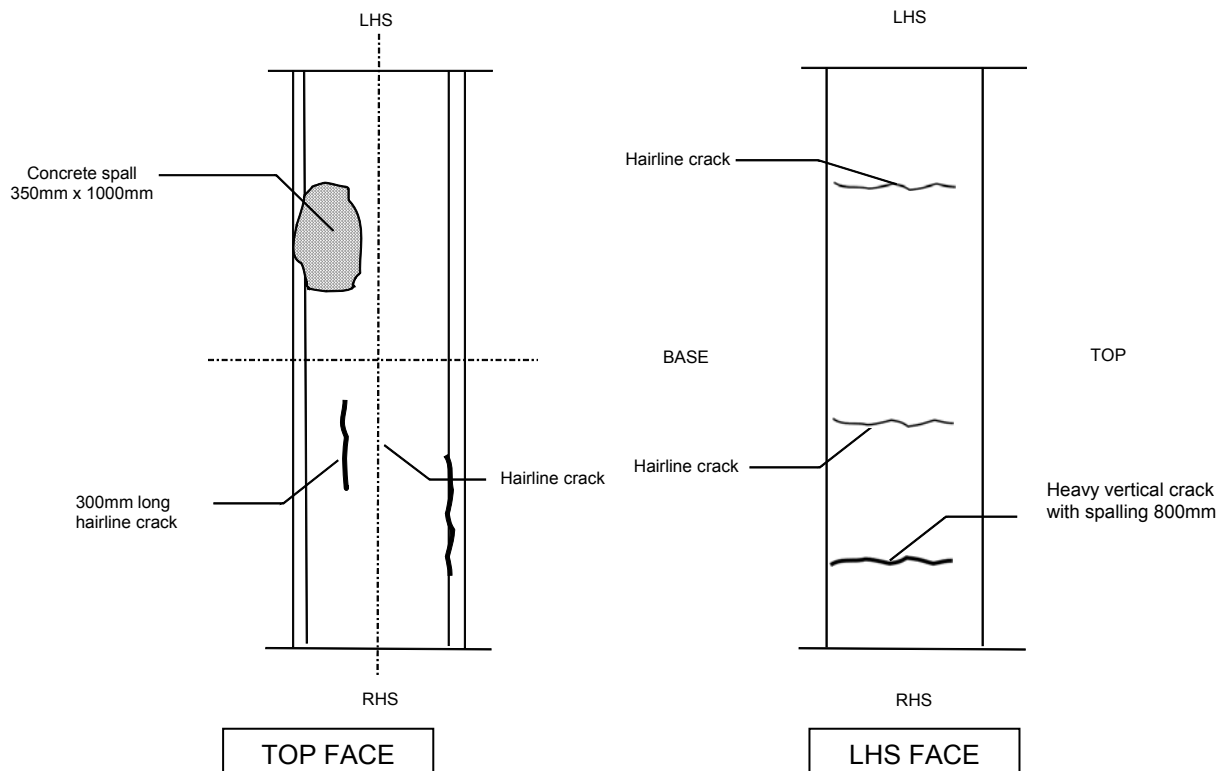 LHS
Concrete spall
350mm x 1000mm
300mm long
hairline crack
Hairline crack
RHS
TOP FACE
LHS
Hairline crack
BASE
TOP
Hairline crack
Heavy vertical crack
with spalling 800mm
RHS
LHS FACE